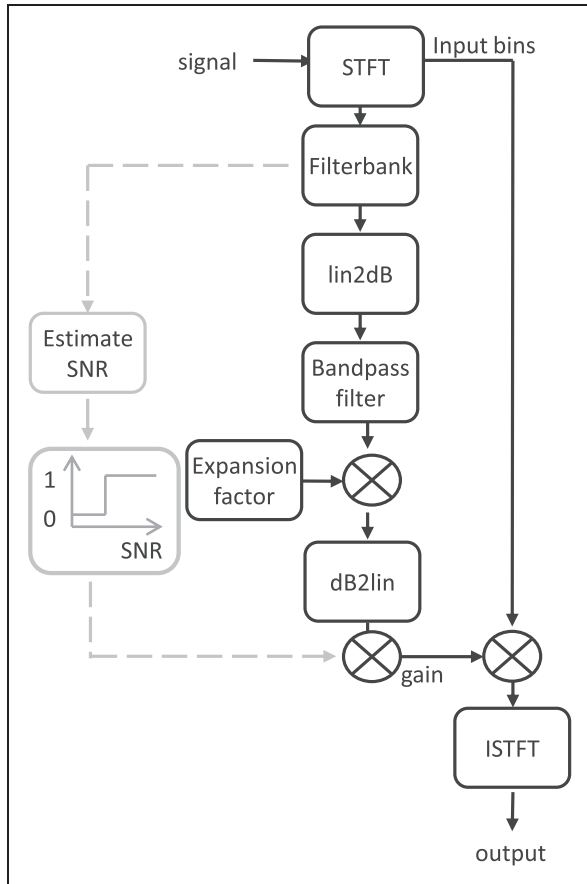 signal
STFT
Input bins
Filterbank
lin2dB
Estimate
SNR
Bandpass
filter
Expansion
factor
1
0
SNR
dB2lin
gain
ISTFT
output